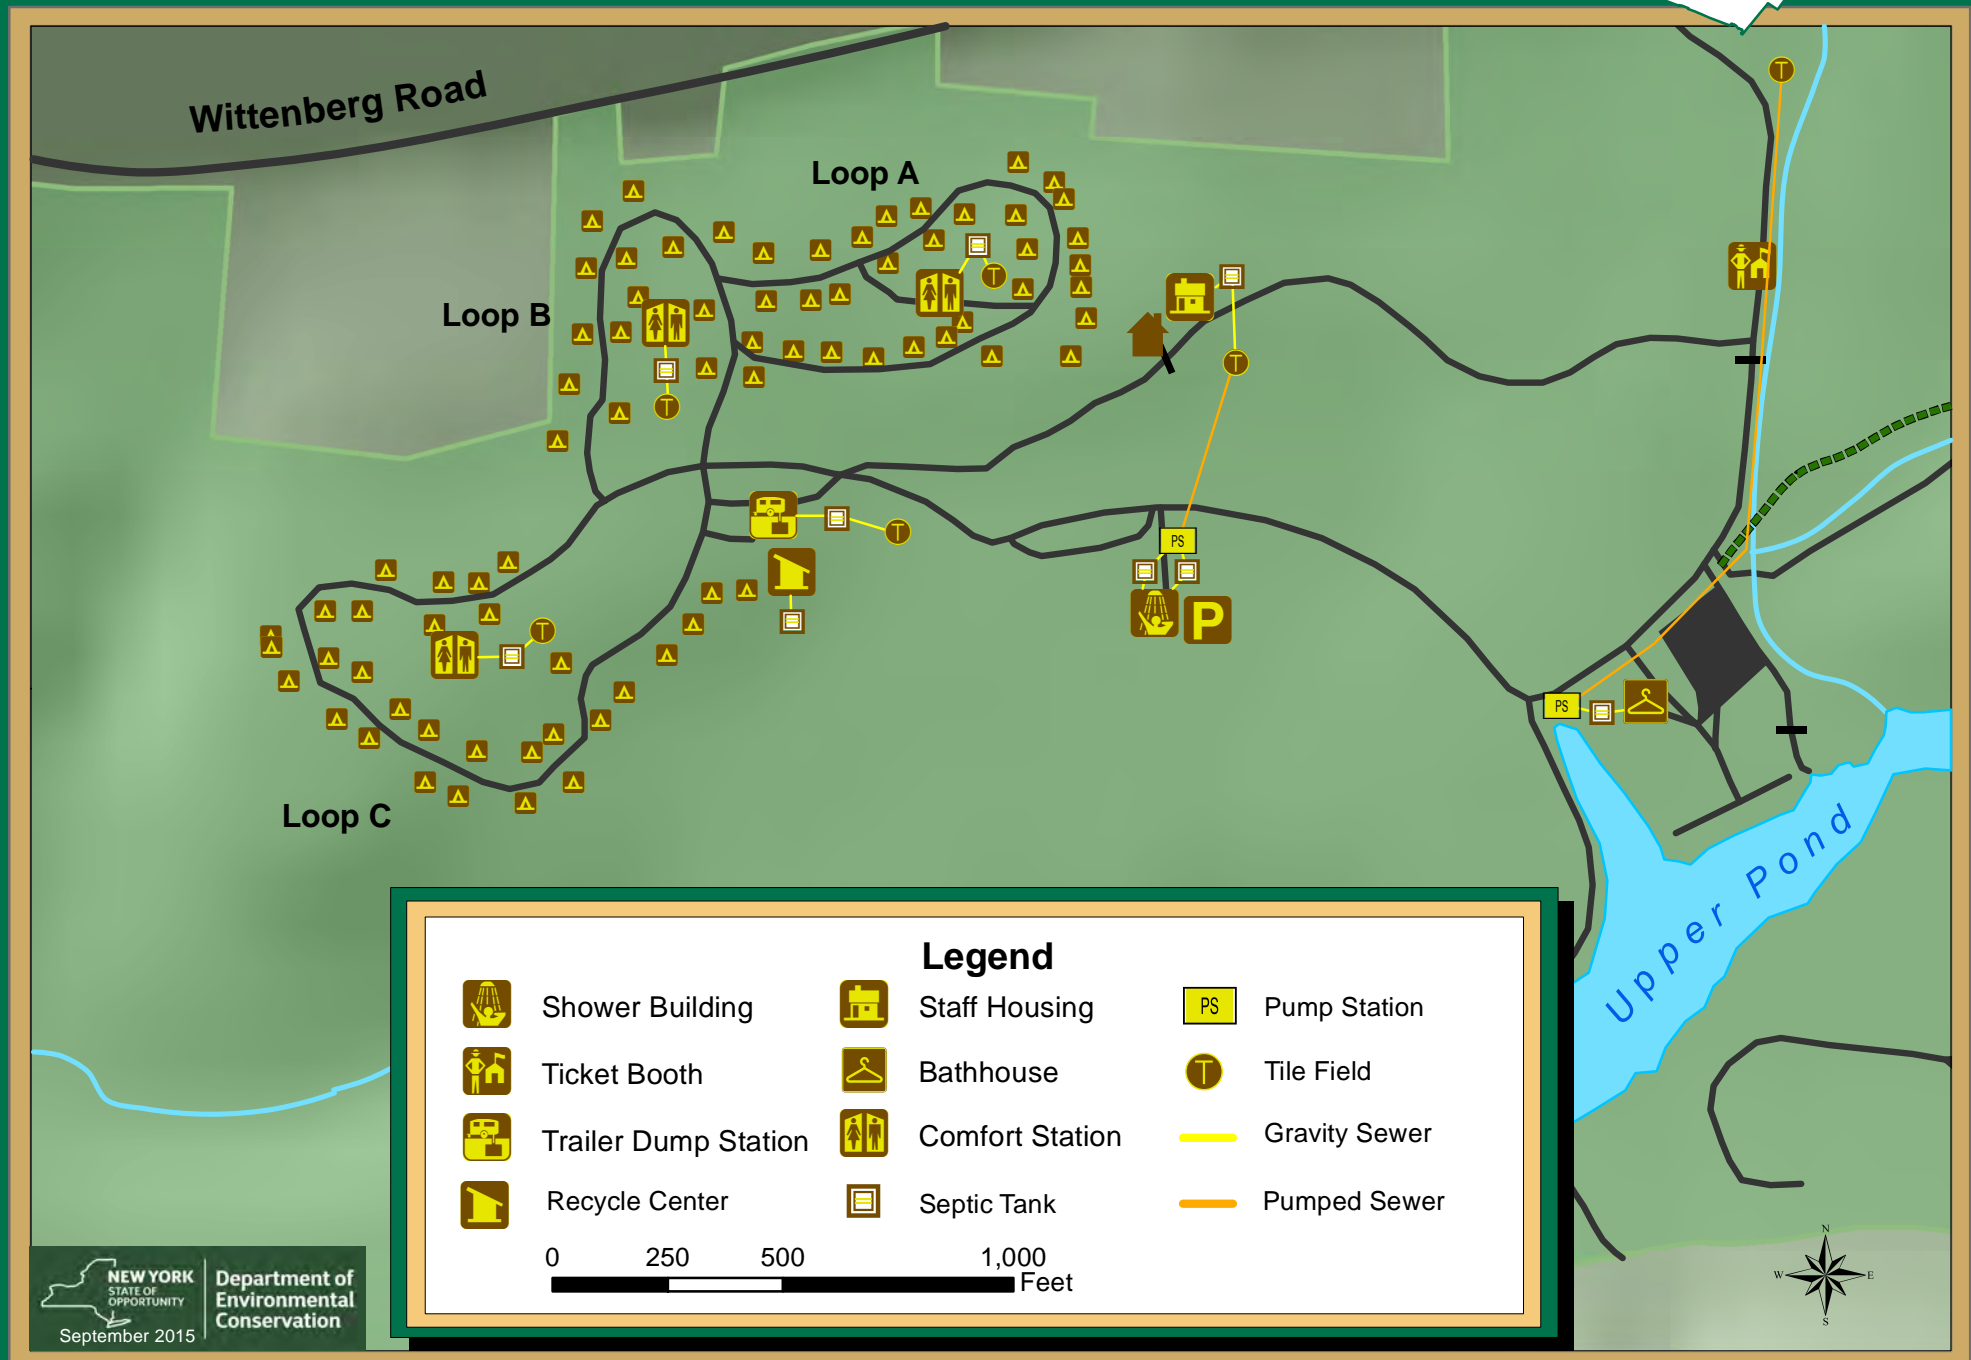 Wittenberg Road
Loop A
T
Loop B
T
T
T
PS
T
T
P
PS
Loop C
Upper Pond
Legend
Shower Building
Staff Housing
PS
Pump Station
Ticket Booth
Bathhouse
T
Tile Field
Trailer Dump Station
Comfort Station
Gravity Sewer
Recycle Center
Septic Tank
Pumped Sewer
0 250 500 1,000
Feet
N
W E
S
NEW YORK
STATE OF
OPPORTUNITY
Department of
Environmental
Conservation
September 2015